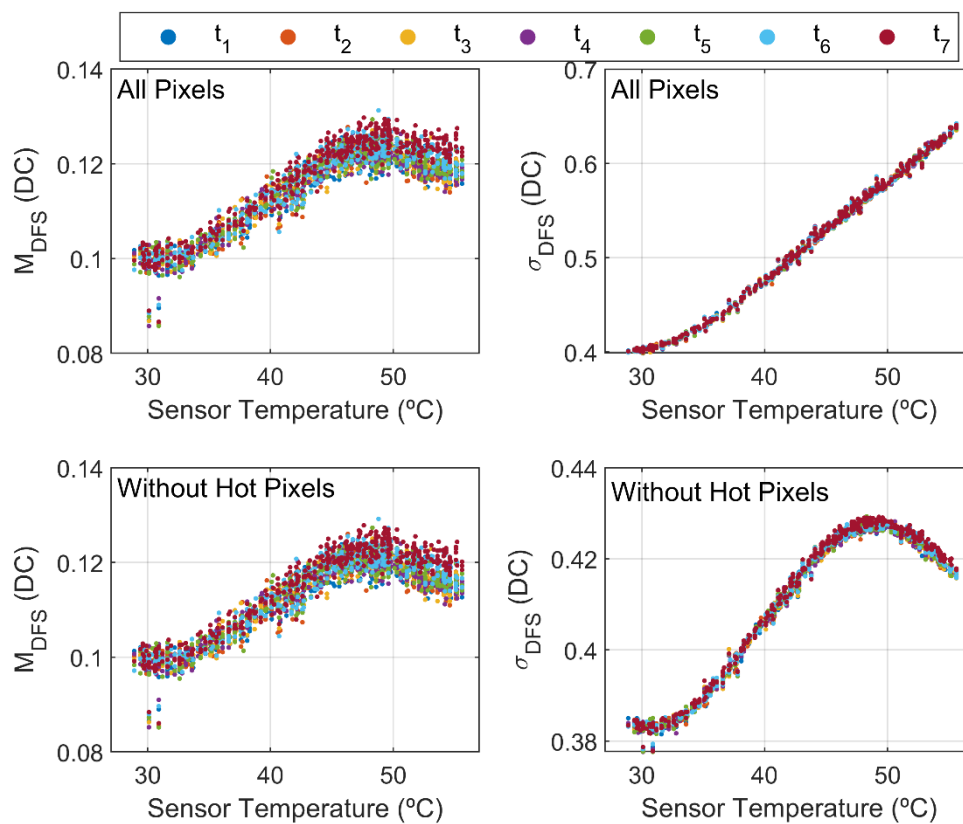 t1 t2 t3 t4 t5 t6 t7
All Pixels
0.14
0.12
0.1
0.08
MDFS (DC)
30 40 50
Sensor Temperature (ºC)
All Pixels
0.7
0.6
0.5
0.4
σDFS (DC)
30 40 50
Sensor Temperature (ºC)
Without Hot Pixels
0.14
0.12
0.1
0.08
MDFS (DC)
30 40 50
Sensor Temperature (ºC)
Without Hot Pixels
0.44
0.42
0.4
0.38
σDFS (DC)
30 40 50
Sensor Temperature (ºC)